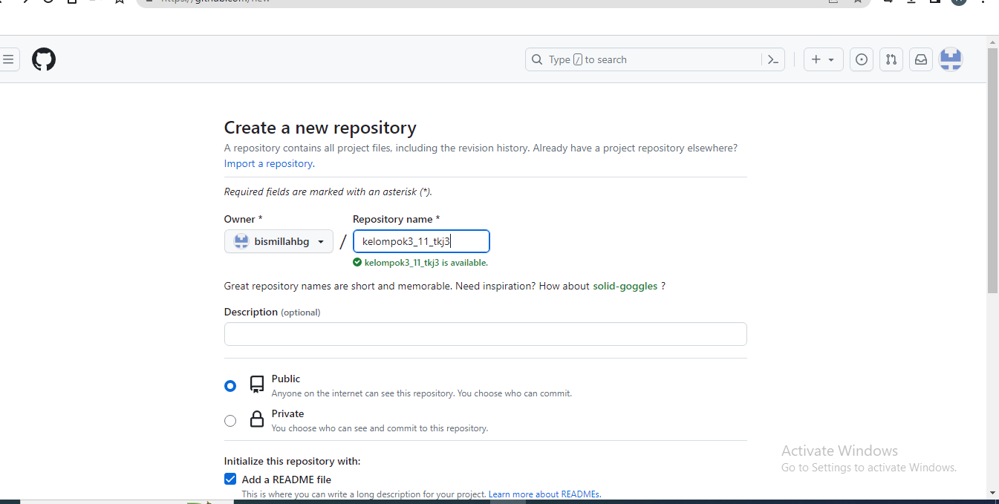 https://github.com/new
Type / to search
Create a new repository
A repository contains all project files, including the revision history. Already have a project repository elsewhere?
Import a repository.
Required fields are marked with an asterisk (*).
Owner *
Repository name *
bismillahbg
/
kelompok3_11_tkj3
kelompok3_11_tkj3 is available.
Great repository names are short and memorable. Need inspiration? How about solid-goggles ?
Description (optional)
Public
Anyone on the internet can see this repository. You choose who can commit.
Private
You choose who can see and commit to this repository.
Initialize this repository with:
Add a README file
This is where you can write a long description for your project. Learn more about READMEs.
Activate Windows
Go to Settings to activate Windows.